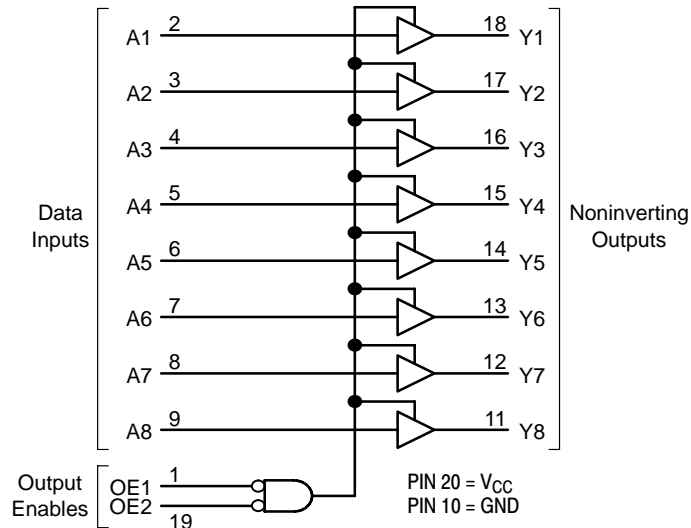 A1 2 18 Y1
A2 3 17 Y2
A3 4 16 Y3
A4 5 15 Y4
Data
Inputs
Noninverting
Outputs
A5 6 14 Y5
A6 7 13 Y6
A7 8 12 Y7
A8 9 11 Y8
Output
Enables
OE1 1
OE2 19
PIN 20 = VCC
PIN 10 = GND